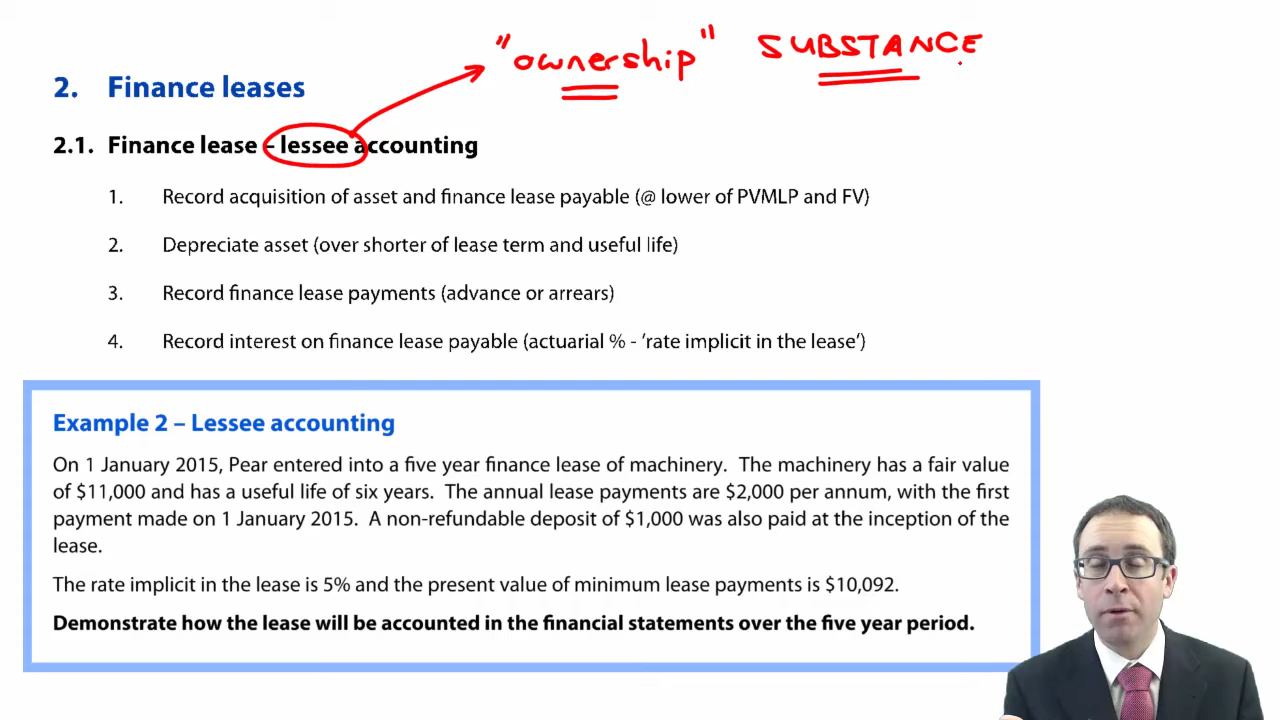 "ownership" SUBSTANCE
2. Finance leases
2.1. Finance lease – lessee accounting
1. Record acquisition of asset and finance lease payable (@ lower of PVMLP and FV)
2. Depreciate asset (over shorter of lease term and useful life)
3. Record finance lease payments (advance or arrears)
4. Record interest on finance lease payable (actuarial % - 'rate implicit in the lease')
Example 2 – Lessee accounting
On 1 January 2015, Pear entered into a five year finance lease of machinery. The machinery has a fair value
of $11,000 and has a useful life of six years. The annual lease payments are $2,000 per annum, with the first
payment made on 1 January 2015. A non-refundable deposit of $1,000 was also paid at the inception of the
lease.
The rate implicit in the lease is 5% and the present value of minimum lease payments is $10,092.
Demonstrate how the lease will be accounted in the financial statements over the five year period.